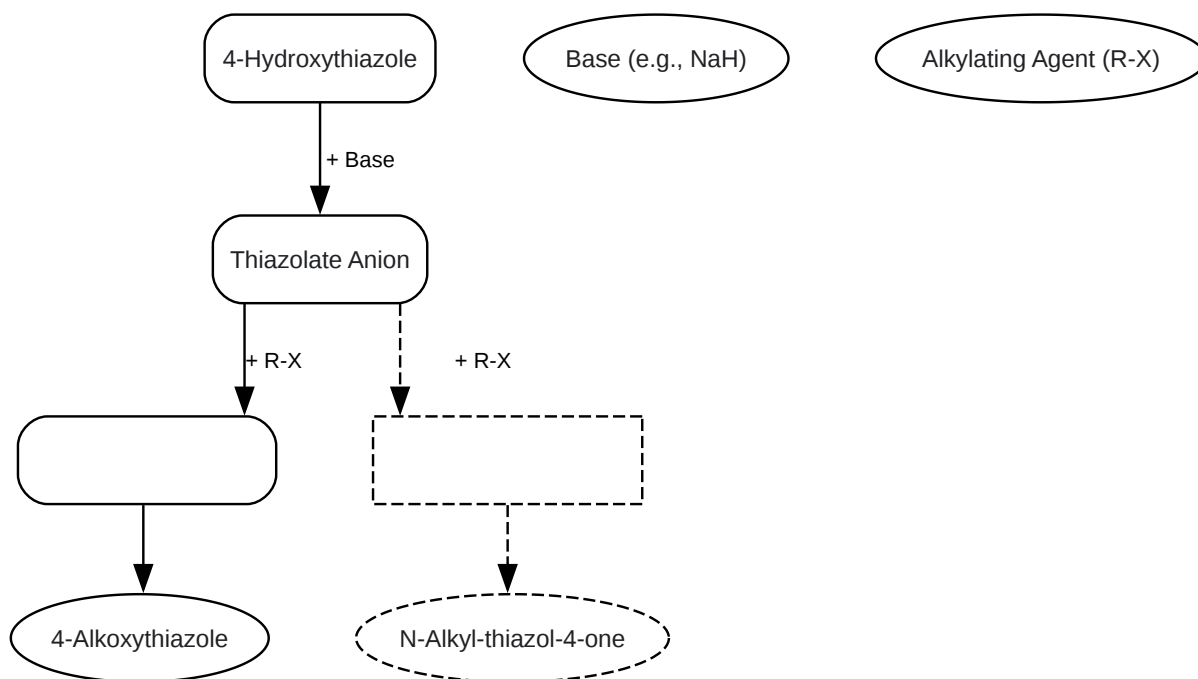 4-Hydroxythiazole
Base (e.g., NaH)
Alkylating Agent (R-X)
+ Base
Thiazolate Anion
+ R-X
+ R-X
4-Alkoxythiazole
N-Alkyl-thiazol-4-one